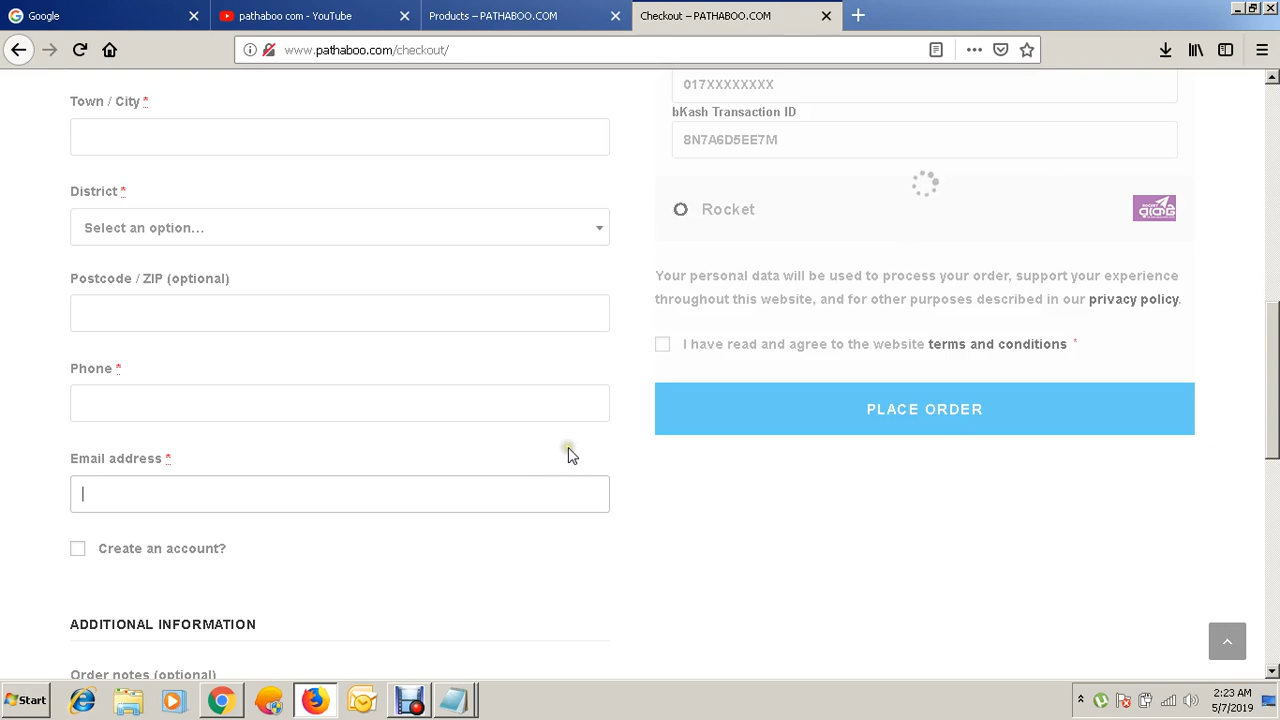 Google
pathaboo com - YouTube
Products – PATHABOO.COM
Checkout – PATHABOO.COM
www.pathaboo.com/checkout/
Town / City *
District *
Select an option…
Postcode / ZIP (optional)
Phone *
Email address *
Create an account?
ADDITIONAL INFORMATION
Order notes (optional)
017XXXXXXXX
bKash Transaction ID
8N7A6D5EE7M
Rocket
Your personal data will be used to process your order, support your experience
throughout this website, and for other purposes described in our privacy policy.
I have read and agree to the website terms and conditions *
PLACE ORDER
Start
2:23 AM
5/7/2019